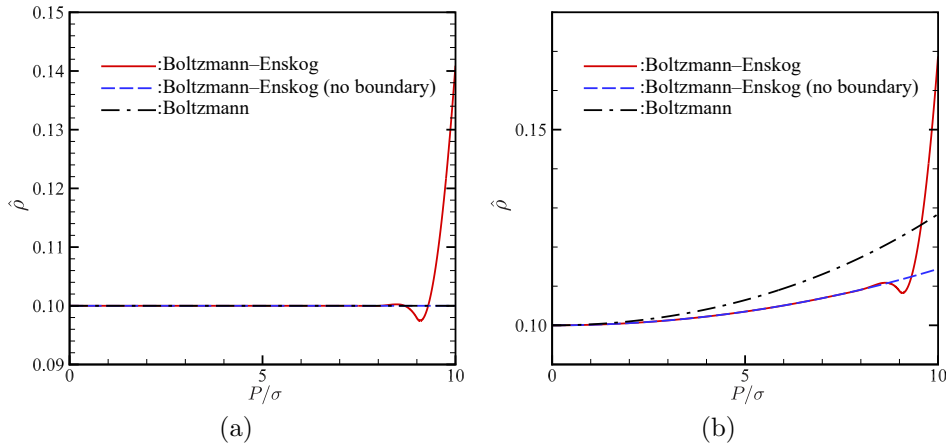 0.15
0.14
0.13
0.12
0.11
0.10
0.09
ρ̂
:Boltzmann–Enskog
:Boltzmann–Enskog (no boundary)
:Boltzmann
0
5
10
P/σ
(a)
0.15
0.10
ρ̂
:Boltzmann–Enskog
:Boltzmann–Enskog (no boundary)
:Boltzmann
0
5
10
P/σ
(b)